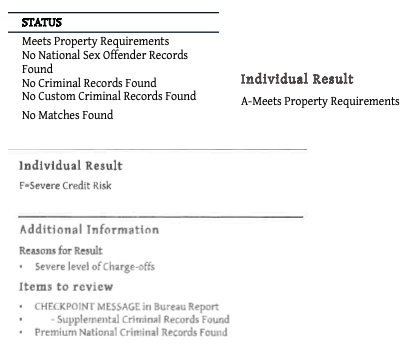 STATUS
Meets Property Requirements
No National Sex Offender Records
Found
No Criminal Records Found
No Custom Criminal Records Found
No Matches Found
Individual Result
A-Meets Property Requirements
Individual Result
F=Severe Credit Risk
Additional Information
Reasons for Result
• Severe level of Charge-offs
Items to review
• CHECKPOINT MESSAGE in Bureau Report
• - Supplemental Criminal Records Found
• Premium National Criminal Records Found